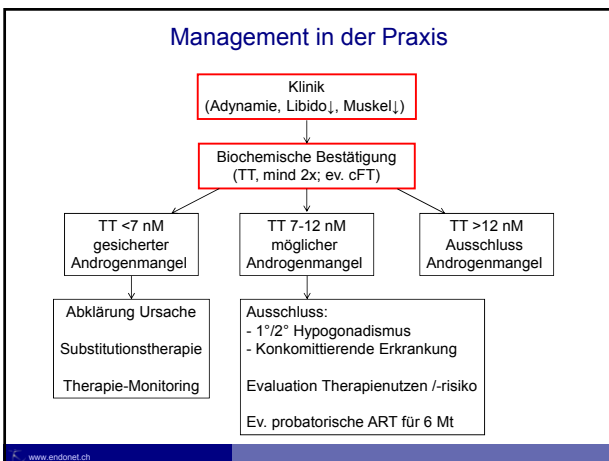 Management in der Praxis
Klinik
(Adynamie, Libido↓, Muskel↓)
Biochemische Bestätigung
(TT, mind 2x; ev. cFT)
TT <7 nM
gesicherter
Androgenmangel
TT 7-12 nM
möglicher
Androgenmangel
TT >12 nM
Ausschluss
Androgenmangel
Abklärung Ursache
Substitutionstherapie
Therapie-Monitoring
Ausschluss:
- 1°/2° Hypogonadismus
- Konkomittierende Erkrankung
Evaluation Therapienutzen /-risiko
Ev. probatorische ART für 6 Mt
www.endonet.ch